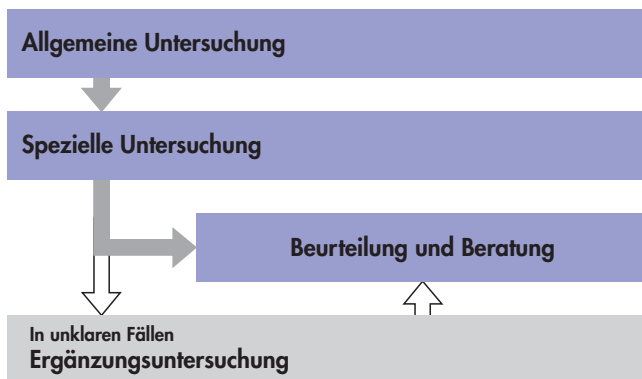 Allgemeine Untersuchung
Spezielle Untersuchung
Beurteilung und Beratung
In unklaren Fällen
Ergänzungsuntersuchung